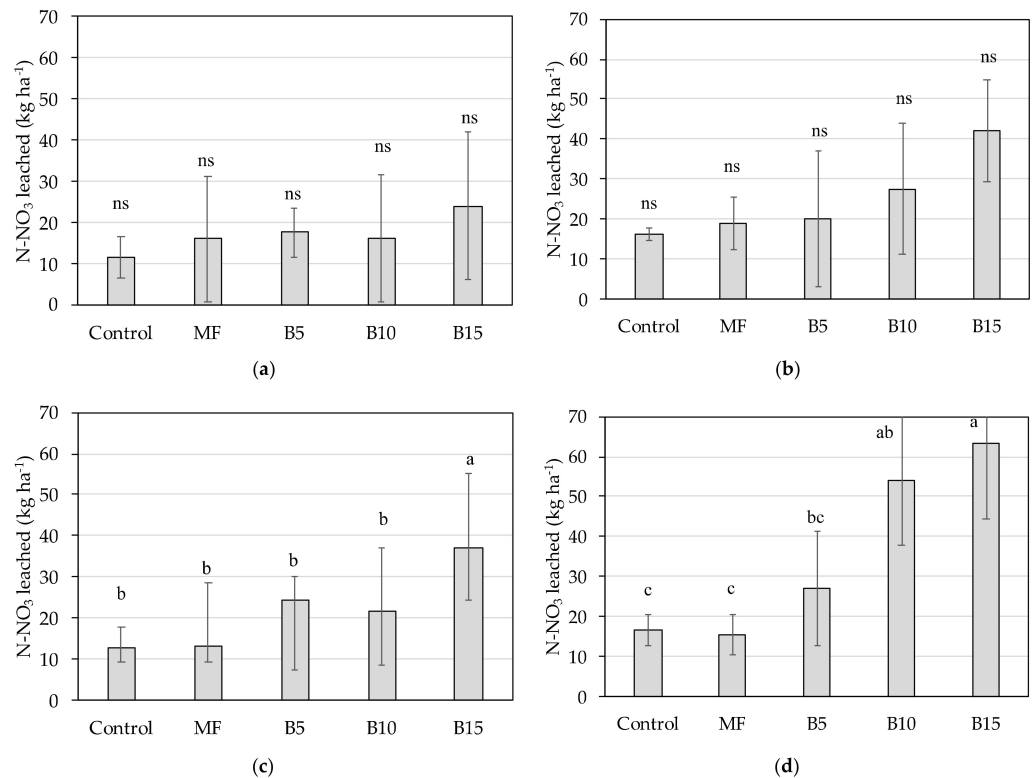 N-NO₃ leached (kg ha⁻¹)
70
60
50
40
30
20
10
0
ns
ns
ns
ns
ns
Control MF B5 B10 B15
(a)
N-NO₃ leached (kg ha⁻¹)
70
60
50
40
30
20
10
0
ns
ns
ns
ns
ns
Control MF B5 B10 B15
(b)
N-NO₃ leached (kg ha⁻¹)
70
60
50
40
30
20
10
0
b
b
b
b
a
Control MF B5 B10 B15
(c)
N-NO₃ leached (kg ha⁻¹)
70
60
50
40
30
20
10
0
c
c
bc
ab
a
Control MF B5 B10 B15
(d)